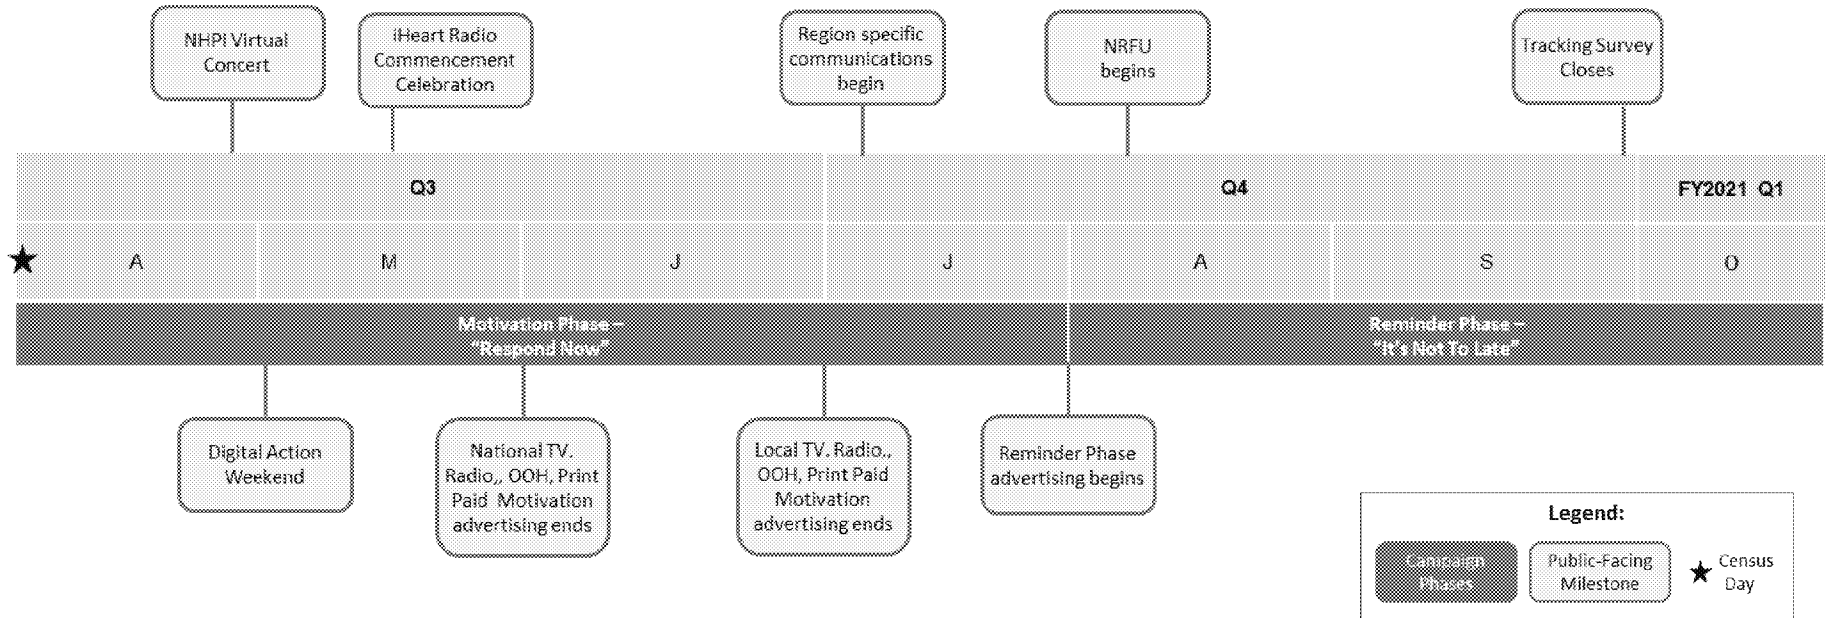 NHPI Virtual
Concert
iHeart Radio
Commencement
Celebration
Region specific
communications
begin
NRFU
begins
Tracking Survey
Closes
Q3
Q4
FY2021 Q1
A
M
J
J
A
S
O
Motivation Phase –
"Respond Now"
Reminder Phase –
"It's Not To Late"
Digital Action
Weekend
National TV.
Radio,, OOH, Print
Paid Motivation
advertising ends
Local TV. Radio.,
OOH, Print Paid
Motivation
advertising ends
Reminder Phase
advertising begins
Legend:
Campaign
Phases
Public-Facing
Milestone
Census
Day